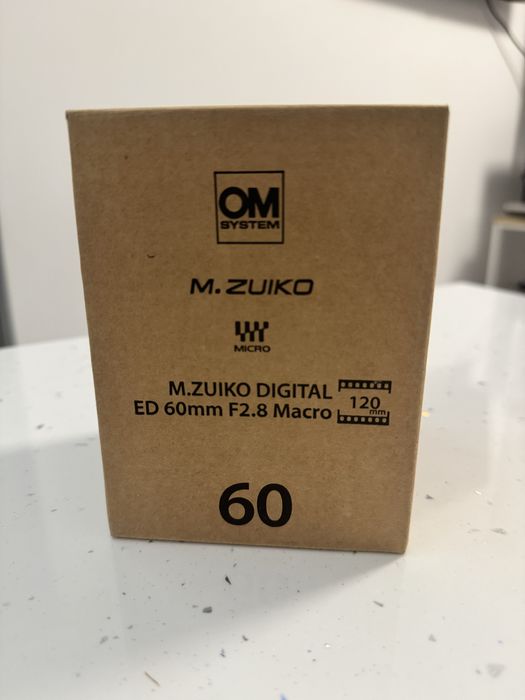 OM
SYSTEM
M.ZUIKO
MICRO
M.ZUIKO DIGITAL
ED 60mm F2.8 Macro
120
mm
60